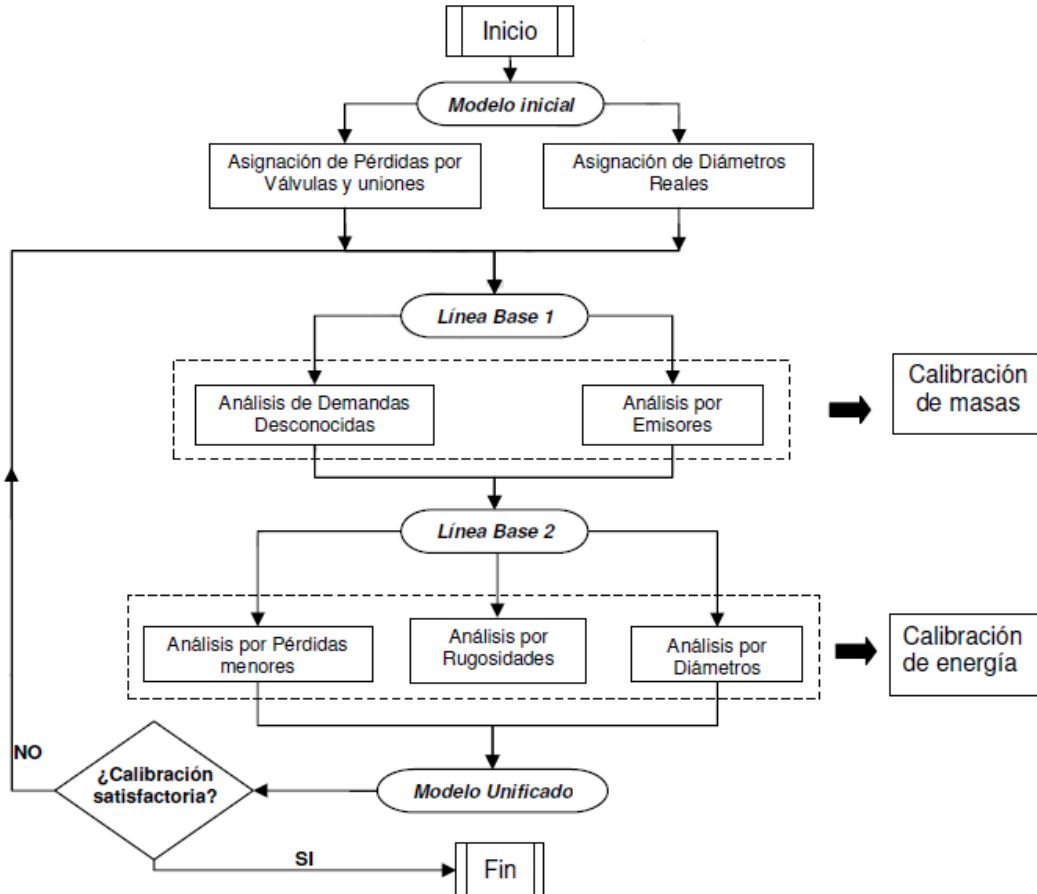 Inicio
Modelo inicial
Asignación de Pérdidas por
Válvulas y uniones
Asignación de Diámetros
Reales
Línea Base 1
Análisis de Demandas
Desconocidas
Análisis por
Emisores
Calibración
de masas
Línea Base 2
Análisis por Pérdidas
menores
Análisis por
Rugosidades
Análisis por
Diámetros
Calibración
de energía
NO
¿Calibración
satisfactoria?
Modelo Unificado
SI
Fin